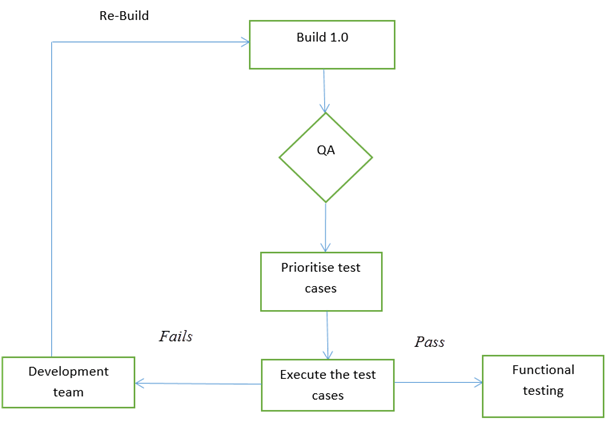 Re-Build
Build 1.0
QA
Prioritise test
cases
Fails
Pass
Development
team
Execute the test
cases
Functional
testing